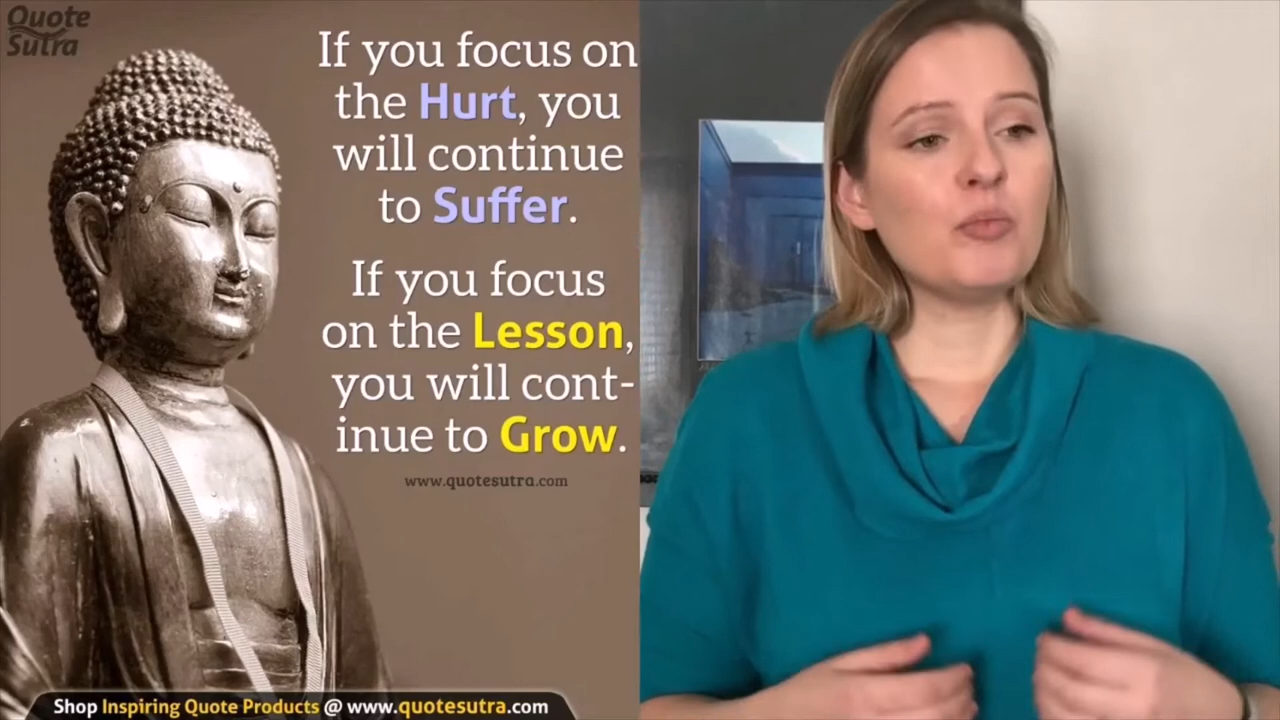 Quote
Sutra
If you focus on
the Hurt, you
will continue
to Suffer.
If you focus
on the Lesson,
you will cont-
inue to Grow.
www.quotesutra.com
Shop Inspiring Quote Products @ www.quotesutra.com